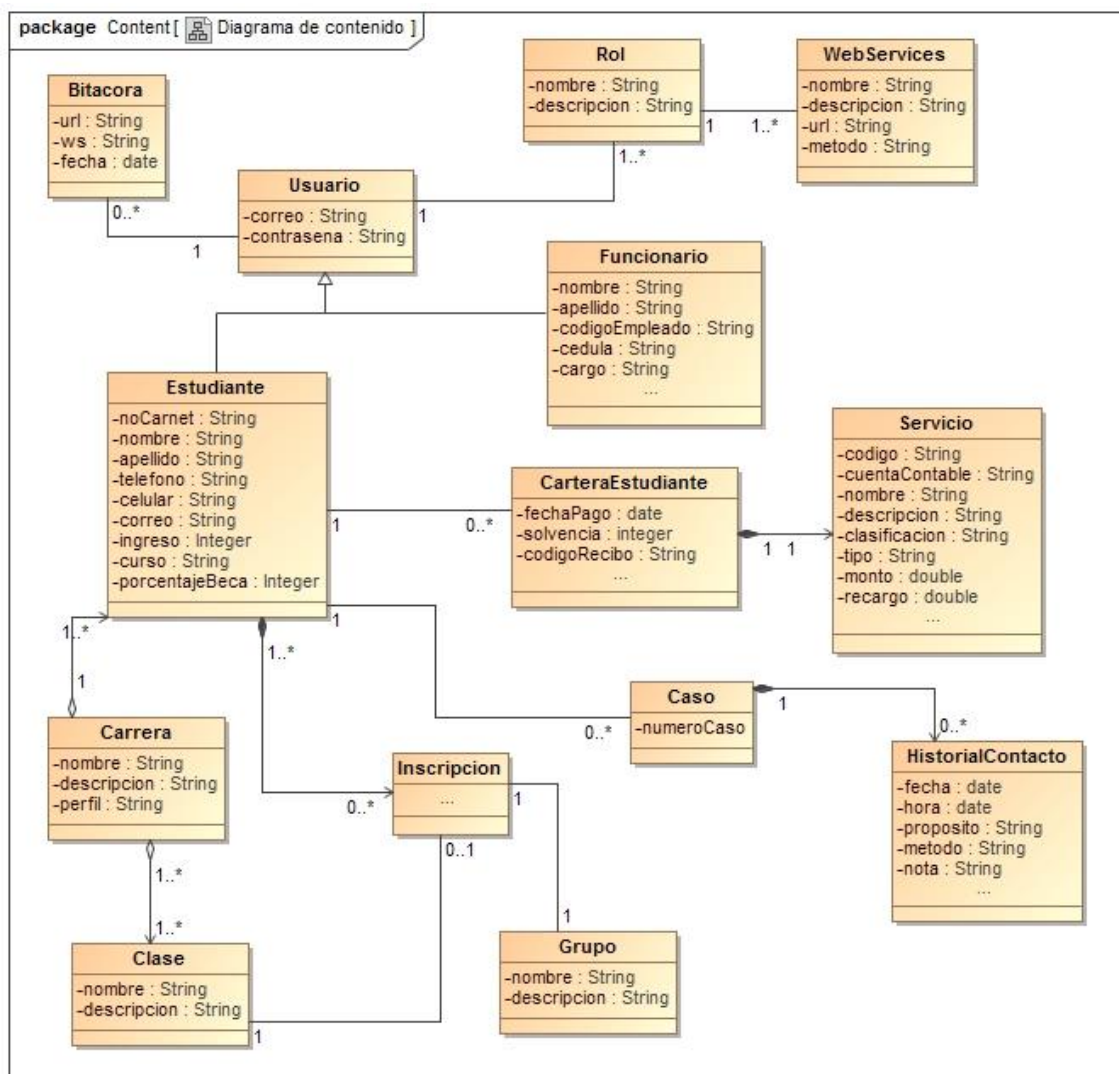 package Content [ Diagrama de contenido ]
Bitacora
-url : String
-ws : String
-fecha : date
0..*
1
Usuario
-correo : String
-contrasena : String
1
1..*
Rol
-nombre : String
-descripcion : String
1
1..*
WebServices
-nombre : String
-descripcion : String
-url : String
-metodo : String
Funcionario
-nombre : String
-apellido : String
-codigoEmpleado : String
-cedula : String
-cargo : String
...
Estudiante
-noCarnet : String
-nombre : String
-apellido : String
-telefono : String
-celular : String
-correo : String
-ingreso : Integer
-curso : String
-porcentajeBeca : Integer
1
0..*
CarteraEstudiante
-fechaPago : date
-solvencia : integer
-codigoRecibo : String
...
1
1
Servicio
-codigo : String
-cuentaContable : String
-nombre : String
-descripcion : String
-clasificacion : String
-tipo : String
-monto : double
-recargo : double
...
1..*
1
1..*
1
Carrera
-nombre : String
-descripcion : String
-perfil : String
1..*
1..*
Clase
-nombre : String
-descripcion : String
1
0..*
Inscripcion
...
0..1
1
1
Grupo
-nombre : String
-descripcion : String
0..*
Caso
-numeroCaso
1
0..*
HistorialContacto
-fecha : date
-hora : date
-proposito : String
-metodo : String
-nota : String
...